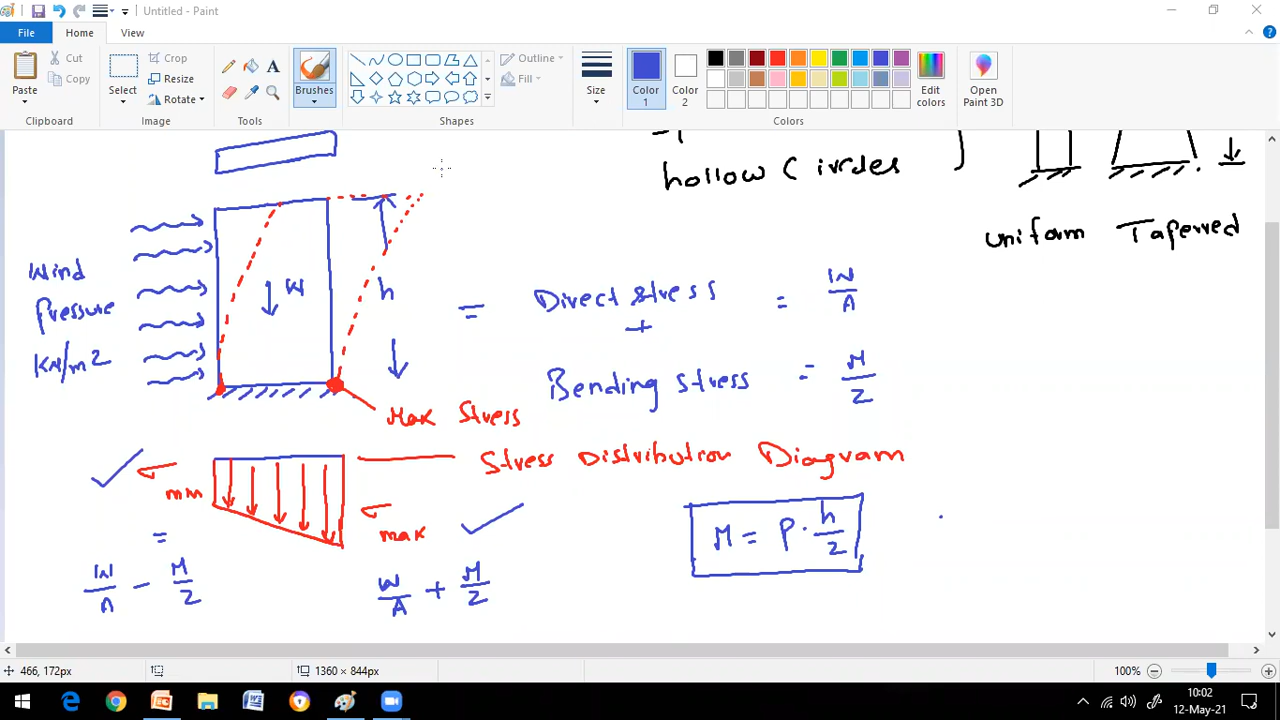 Untitled - Paint
File Home View
Paste Cut Copy
Clipboard
Select Crop Resize Rotate
Image
Tools
Brushes
Outline Fill
Shapes
Size
Color 1 Color 2 Edit colors
Colors
Open Paint 3D
hollow Circles
uniform Taperred
Wind
Pressure
KN/m2
W
h
= Direct stress = W/A
+
Bending stress = M/Z
Max Stress
Stress Distribution Diagram
min
max
=
W/A - M/Z
W/A + M/Z
M = P · h/2
466, 172px 1360 × 844px 100%
10:02
12-May-21